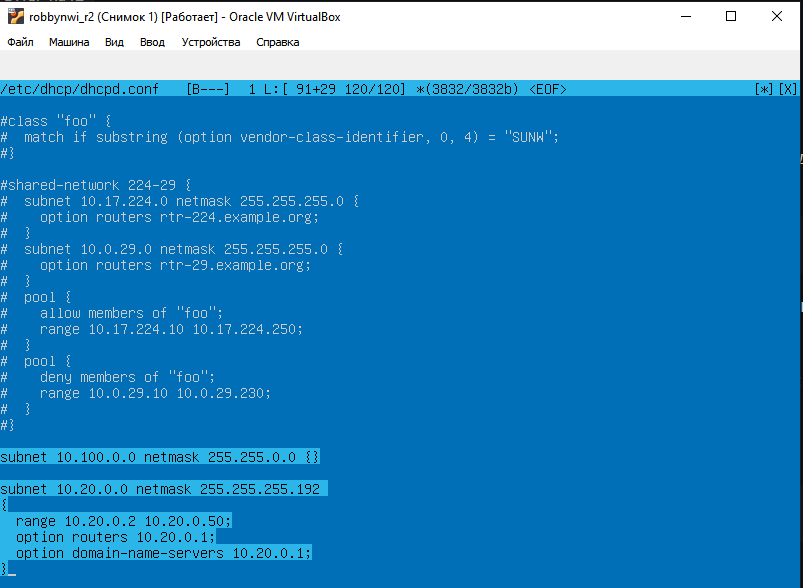 robbynwi_r2 (Снимок 1) [Работает] - Oracle VM VirtualBox
Файл Машина Вид Ввод Устройства Справка
/etc/dhcp/dhcpd.conf [B---] 1 L:[ 91+29 120/120] *(3832/3832b) <EOF> [*][X]
#class "foo" {
#  match if substring (option vendor-class-identifier, 0, 4) = "SUNW";
#}
#shared-network 224-29 {
#  subnet 10.17.224.0 netmask 255.255.255.0 {
#    option routers rtr-224.example.org;
#  }
#  subnet 10.0.29.0 netmask 255.255.255.0 {
#    option routers rtr-29.example.org;
#  }
#  pool {
#    allow members of "foo";
#    range 10.17.224.10 10.17.224.250;
#  }
#  pool {
#    deny members of "foo";
#    range 10.0.29.10 10.0.29.230;
#  }
#}
subnet 10.100.0.0 netmask 255.255.0.0 {}
subnet 10.20.0.0 netmask 255.255.255.192
{
  range 10.20.0.2 10.20.0.50;
  option routers 10.20.0.1;
  option domain-name-servers 10.20.0.1;
}_